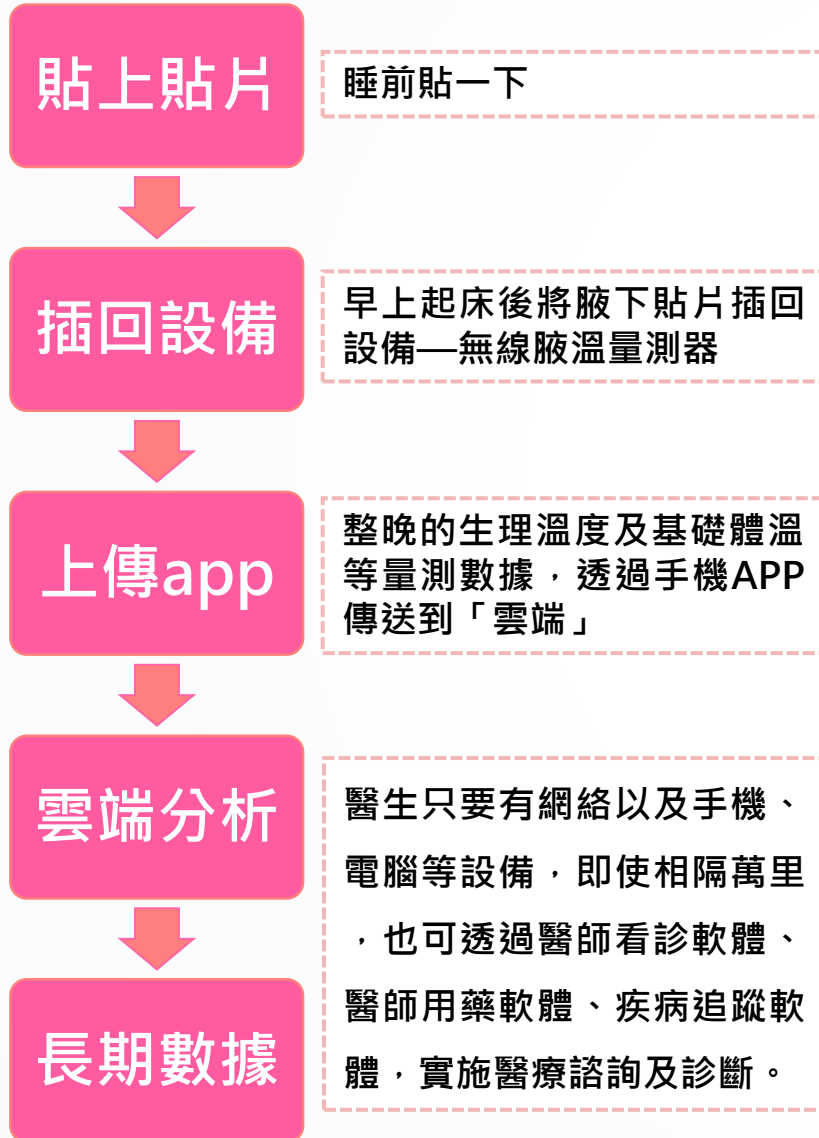 貼上貼片
睡前貼一下
插回設備
早上起床後將腋下貼片插回
設備—無線腋溫量測器
上傳app
整晚的生理溫度及基礎體溫
等量測數據，透過手機APP
傳送到「雲端」
雲端分析
醫生只要有網絡以及手機、
電腦等設備，即使相隔萬里
，也可透過醫師看診軟體、
醫師用藥軟體、疾病追蹤軟
體，實施醫療諮詢及診斷。
長期數據